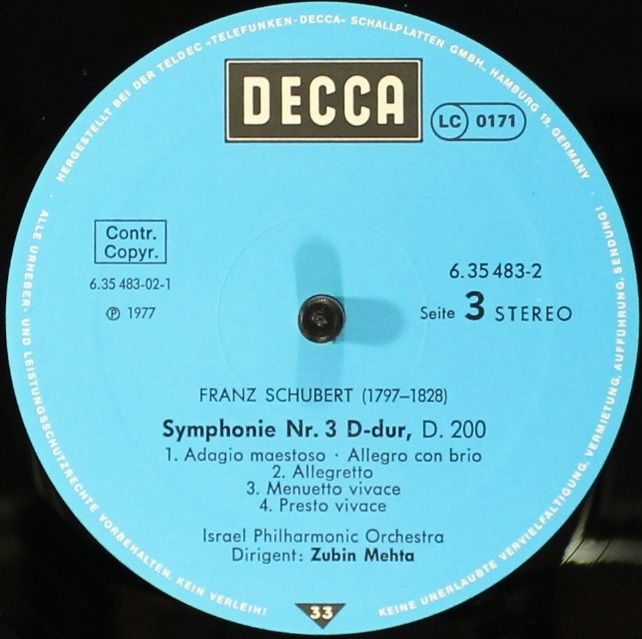 HERGESTELLT BEI DER TELDEC »TELEFUNKEN-DECCA« SCHALLPLATTEN GMBH., HAMBURG 19, GERMANY
DECCA
LC 0171
Contr.
Copyr.
6.35 483-02-1
℗ 1977
6.35 483-2
Seite 3 STEREO
FRANZ SCHUBERT (1797–1828)
Symphonie Nr. 3 D-dur, D. 200
1. Adagio maestoso · Allegro con brio
2. Allegretto
3. Menuetto vivace
4. Presto vivace
Israel Philharmonic Orchestra
Dirigent: Zubin Mehta
33
· ALLE URHEBER- UND LEISTUNGSSCHUTZRECHTE VORBEHALTEN. KEIN VERLEIH! KEINE UNERLAUBTE VERVIELFÄLTIGUNG, VERMIETUNG, AUFFÜHRUNG, SENDUNG! ·